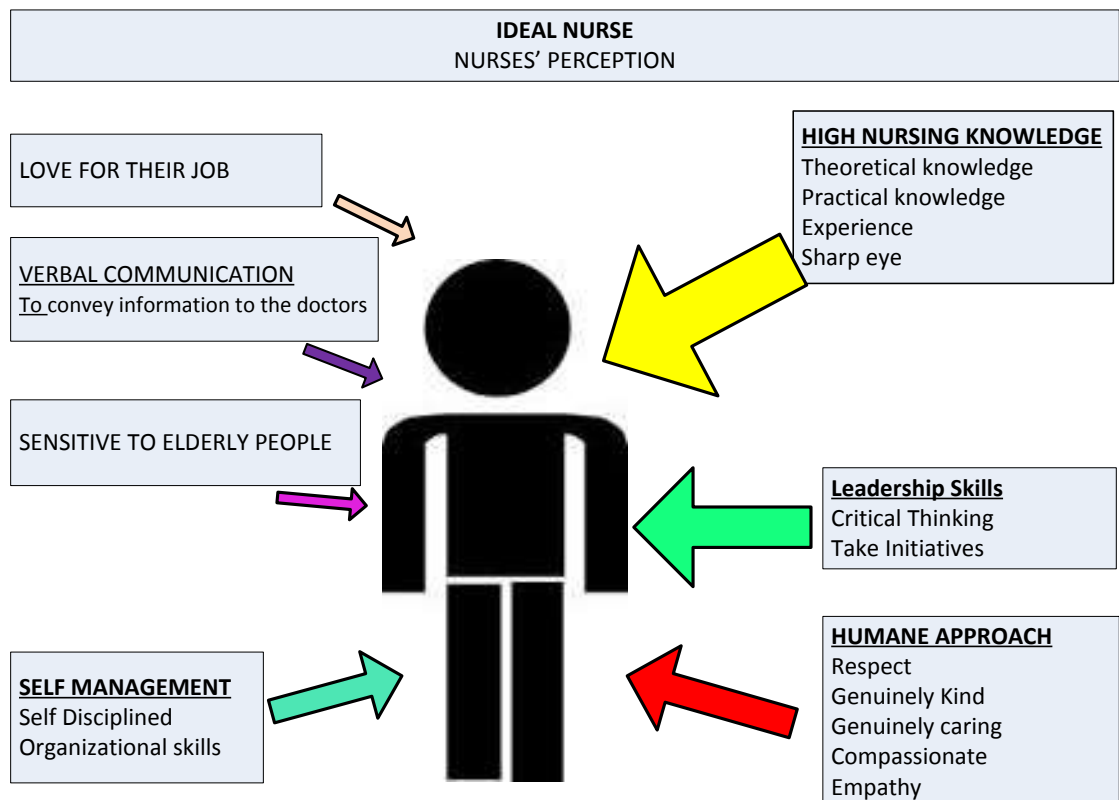 IDEAL NURSE
NURSES' PERCEPTION
LOVE FOR THEIR JOB
VERBAL COMMUNICATION
To convey information to the doctors
SENSITIVE TO ELDERLY PEOPLE
SELF MANAGEMENT
Self Disciplined
Organizational skills
HIGH NURSING KNOWLEDGE
Theoretical knowledge
Practical knowledge
Experience
Sharp eye
Leadership Skills
Critical Thinking
Take Initiatives
HUMANE APPROACH
Respect
Genuinely Kind
Genuinely caring
Compassionate
Empathy